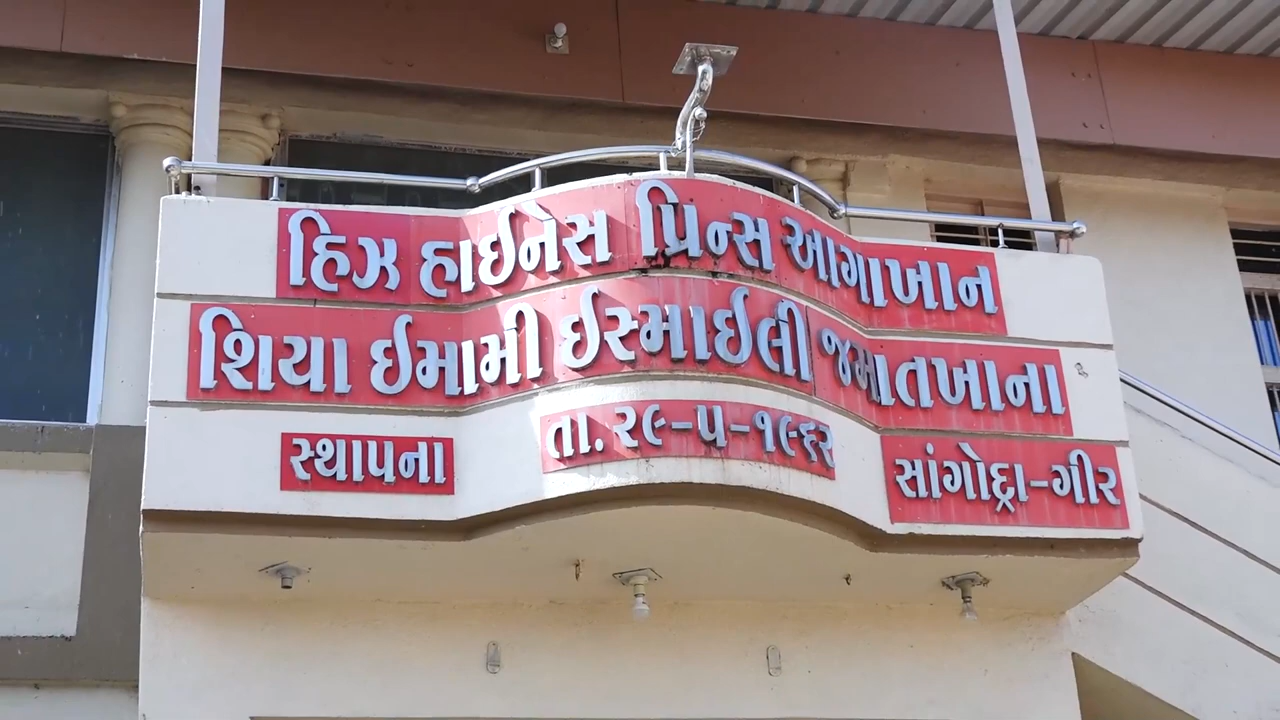 હિઝ હાઈનેસ પ્રિન્સ આગાખાન
શિયા ઈમામી ઈસ્માઈલી જમાતખાના
સ્થાપના તા. ૨૯-૫-૧૯૬૨ સાંગોદ્રા-ગીર